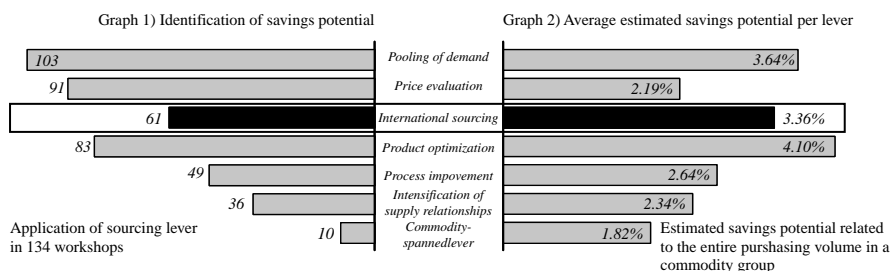 Graph 1) Identification of savings potential
Graph 2) Average estimated savings potential per lever
103
Pooling of demand
3.64%
91
Price evaluation
2.19%
61
International sourcing
3.36%
83
Product optimization
4.10%
49
Process impovement
2.64%
36
Intensification of
supply relationships
2.34%
10
Commodity-
spannedlever
1.82%
Application of sourcing lever
in 134 workshops
Estimated savings potential related
to the entire purshasing volume in a
commodity group